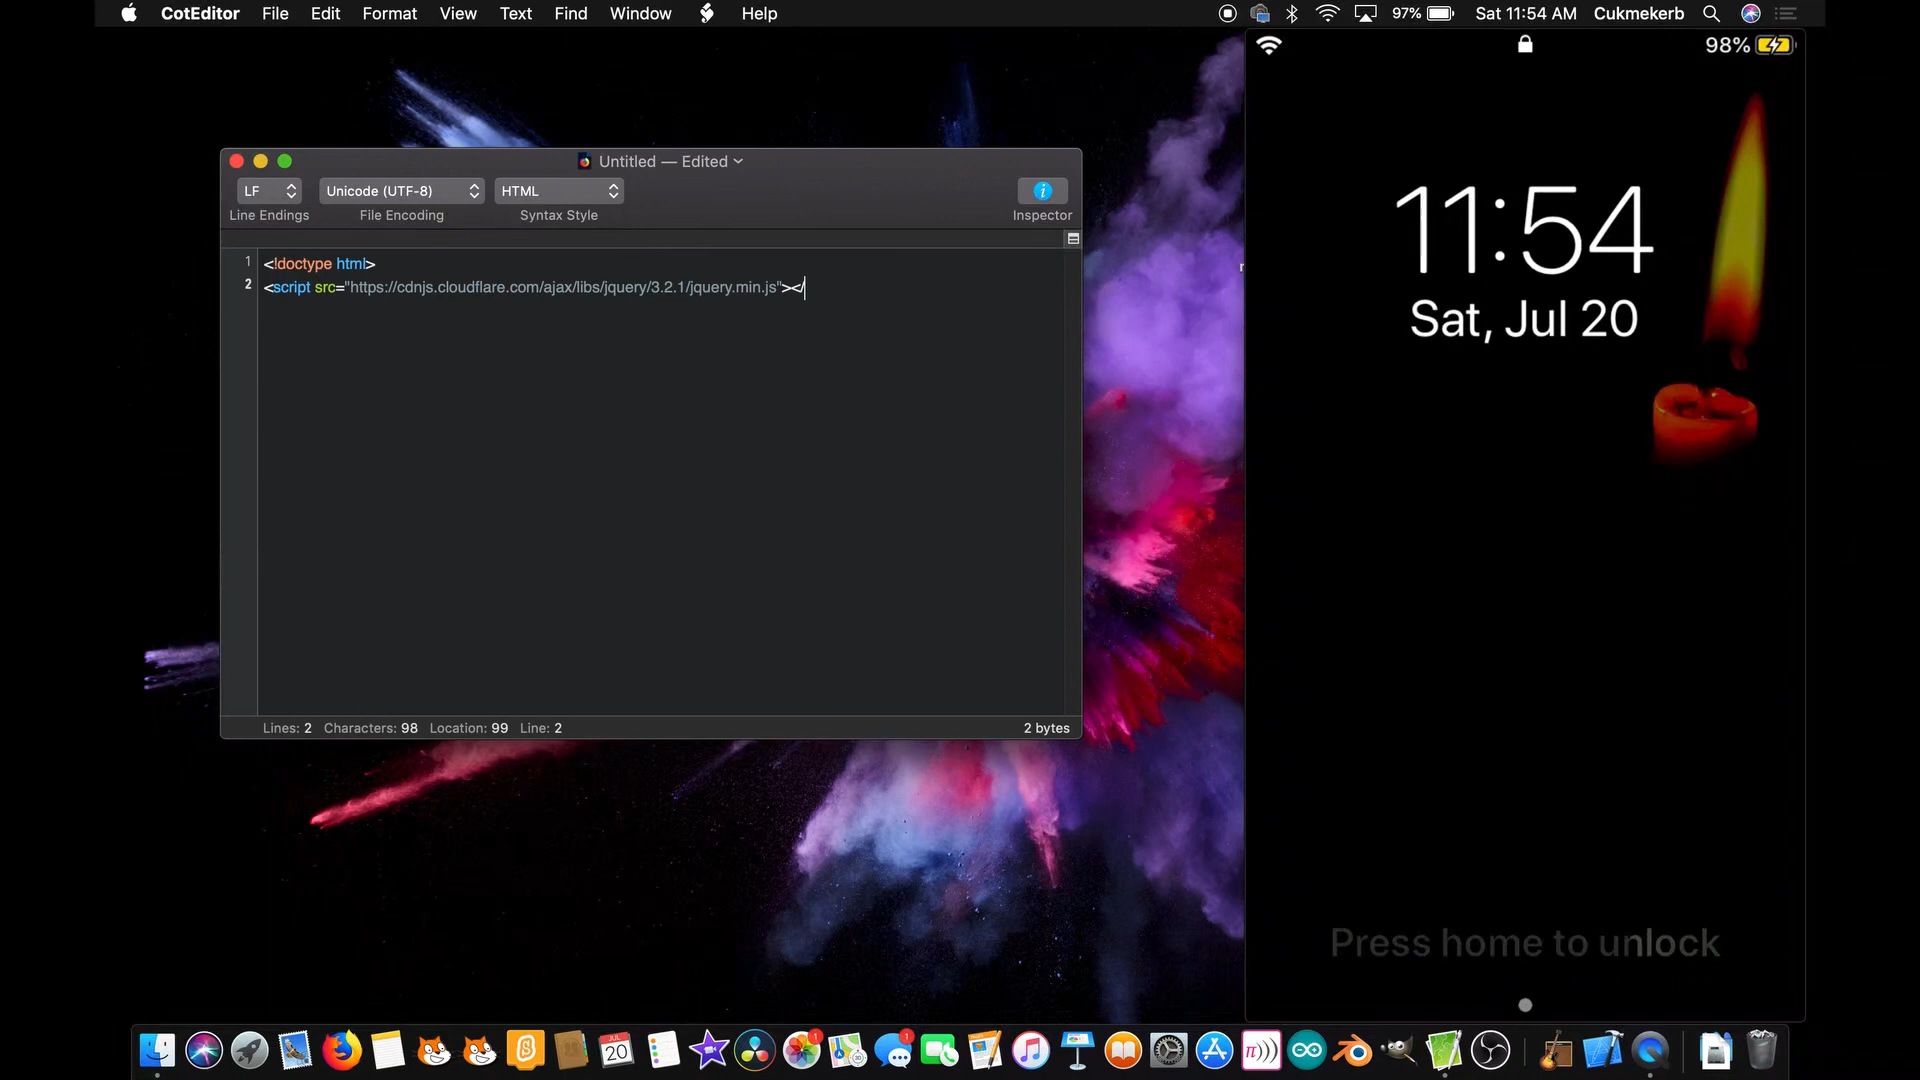 CotEditor File Edit Format View Text Find Window Help 97% Sat 11:54 AM Cukmekerb
98%
Untitled — Edited
LF Unicode (UTF-8) HTML
Line Endings File Encoding Syntax Style Inspector
1 <!doctype html>
2 <script src="https://cdnjs.cloudflare.com/ajax/libs/jquery/3.2.1/jquery.min.js"></
Lines: 2 Characters: 98 Location: 99 Line: 2 2 bytes
11:54
Sat, Jul 20
Press home to unlock
JUL
20
1
1